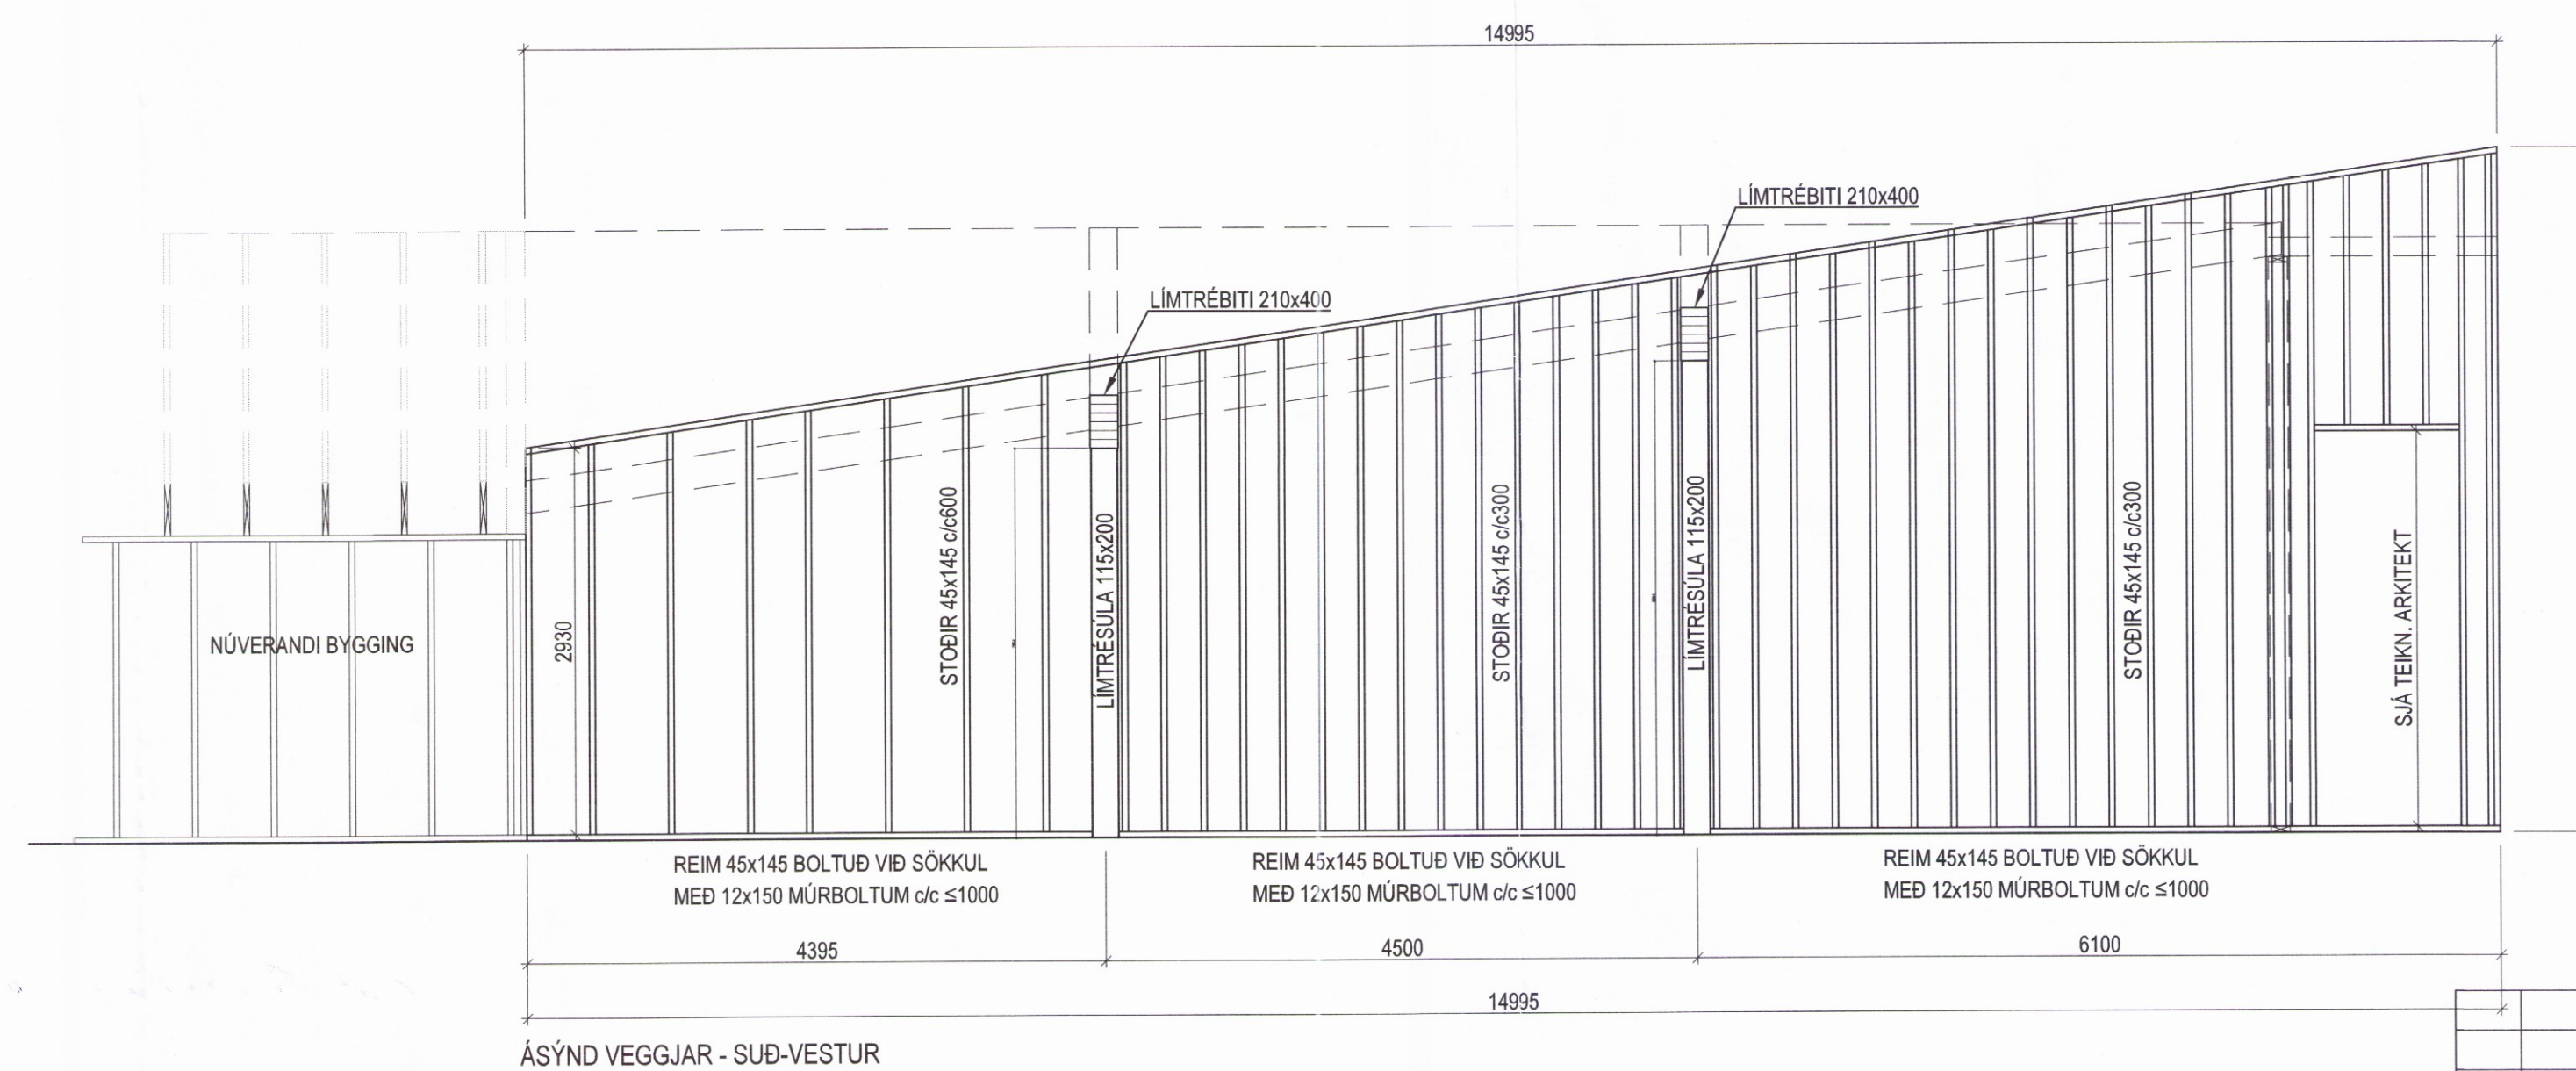 14995
LÍMTRÉBITI 210x400
LÍMTRÉBITI 210x400
NÚVERANDI BYGGING
2930
STOÐIR 45x145 c/c600
LÍMTRÉSÚLA 115x200
STOÐIR 45x145 c/c300
LÍMTRÉSÚLA 115x200
STOÐIR 45x145 c/c300
SJÁ TEIKN. ARKITEKT
REIM 45x145 BOLTUÐ VIÐ SÖKKUL
MEÐ 12x150 MÚRBOLTUM c/c ≤1000
REIM 45x145 BOLTUÐ VIÐ SÖKKUL
MEÐ 12x150 MÚRBOLTUM c/c ≤1000
REIM 45x145 BOLTUÐ VIÐ SÖKKUL
MEÐ 12x150 MÚRBOLTUM c/c ≤1000
4395
4500
6100
14995
ÁSÝND VEGGJAR - SUÐ-VESTUR